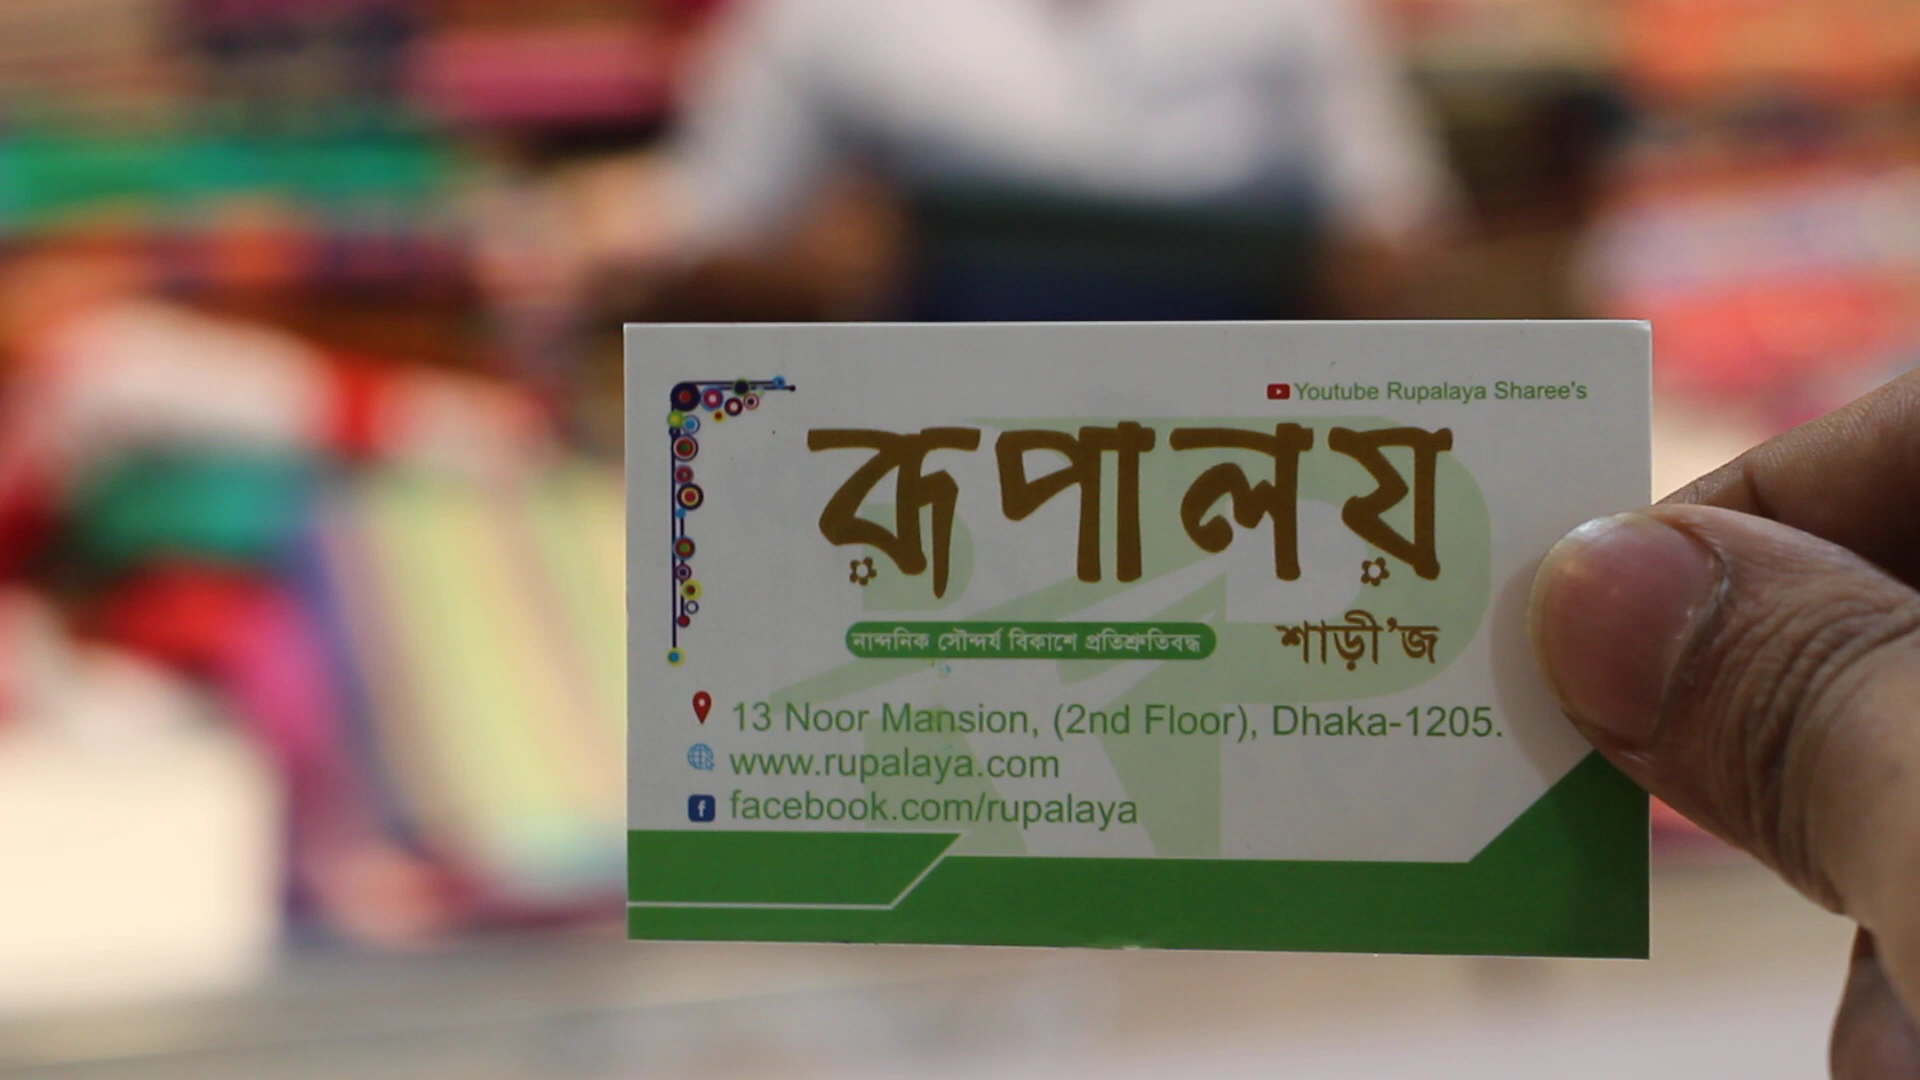 Youtube Rupalaya Sharee's
রূপালয়
নান্দনিক সৌন্দর্য বিকাশে প্রতিশ্রুতিবদ্ধ
শাড়ী’জ
13 Noor Mansion, (2nd Floor), Dhaka-1205.
www.rupalaya.com
facebook.com/rupalaya